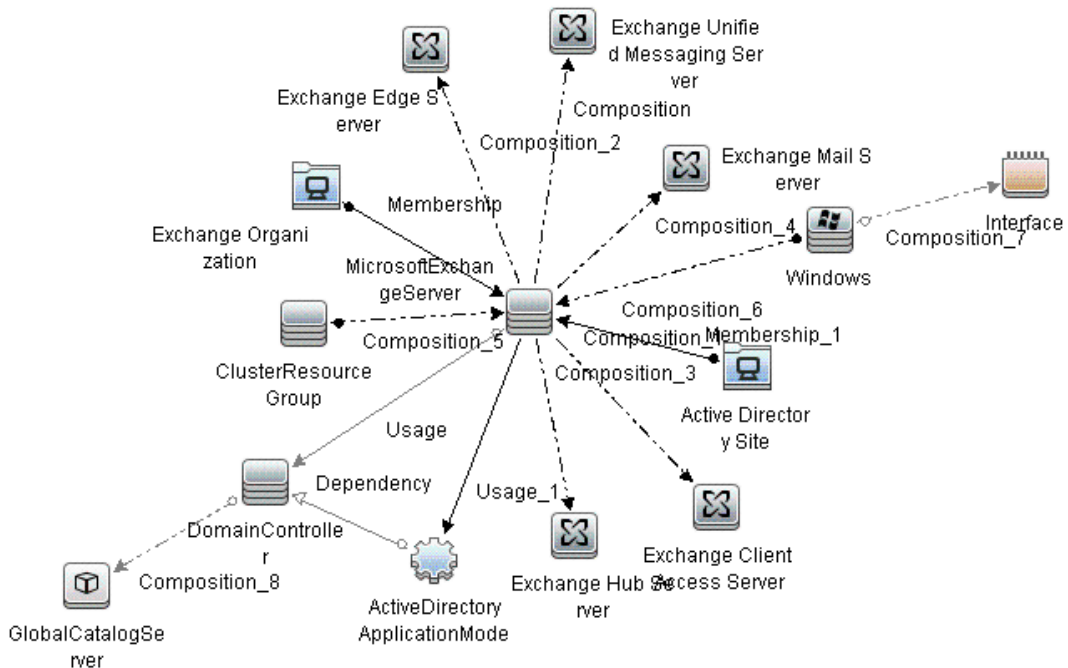 Exchange Unifie
d Messaging Ser
ver
Exchange Edge S
erver
Composition
Composition_2
Exchange Mail S
erver
Membership
Exchange Organi
zation
Composition_4
Composition_7
Interface
Windows
MicrosoftExchan
geServer
Composition_5
ClusterResource
Group
Composition_6
Composition_1
Membership_1
Composition_3
Active Director
y Site
Usage
Dependency
Usage_1
DomainControlle
r
Composition_8
ActiveDirectory
ApplicationMode
Exchange Hub Se
rver
Exchange Client
Access Server
GlobalCatalogSe
rver